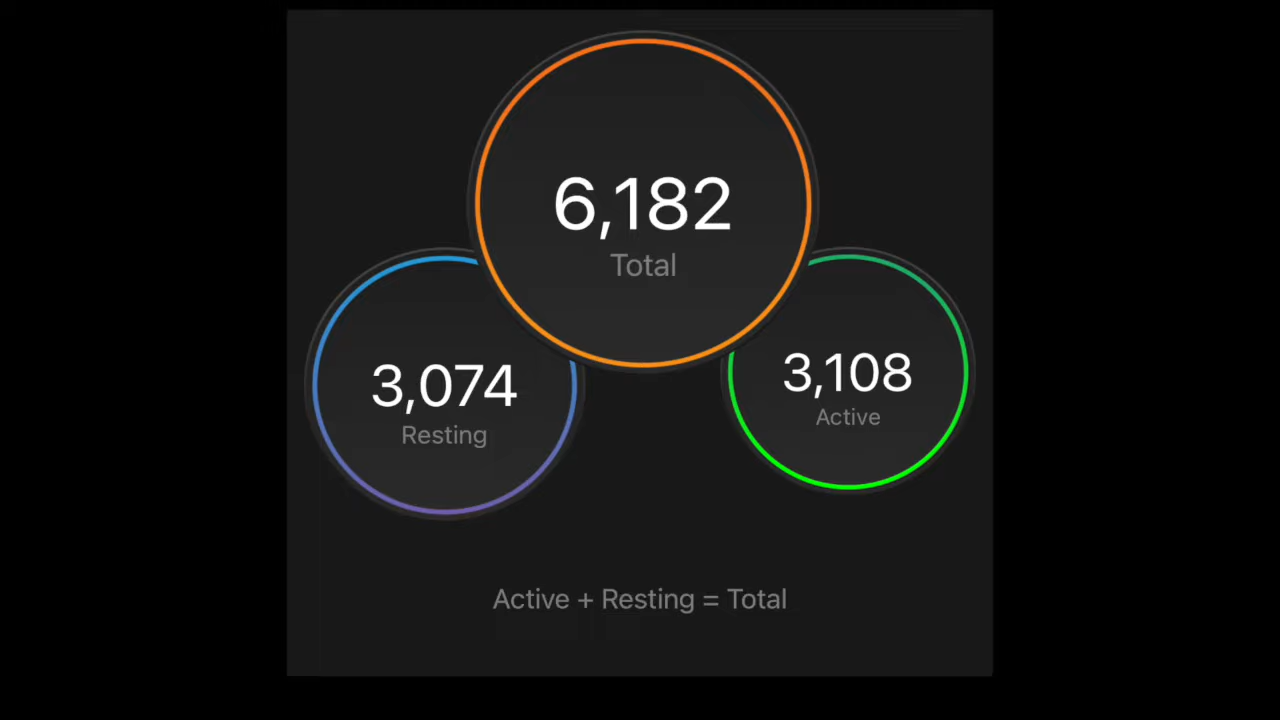 6,182
Total
3,074
Resting
3,108
Active
Active + Resting = Total